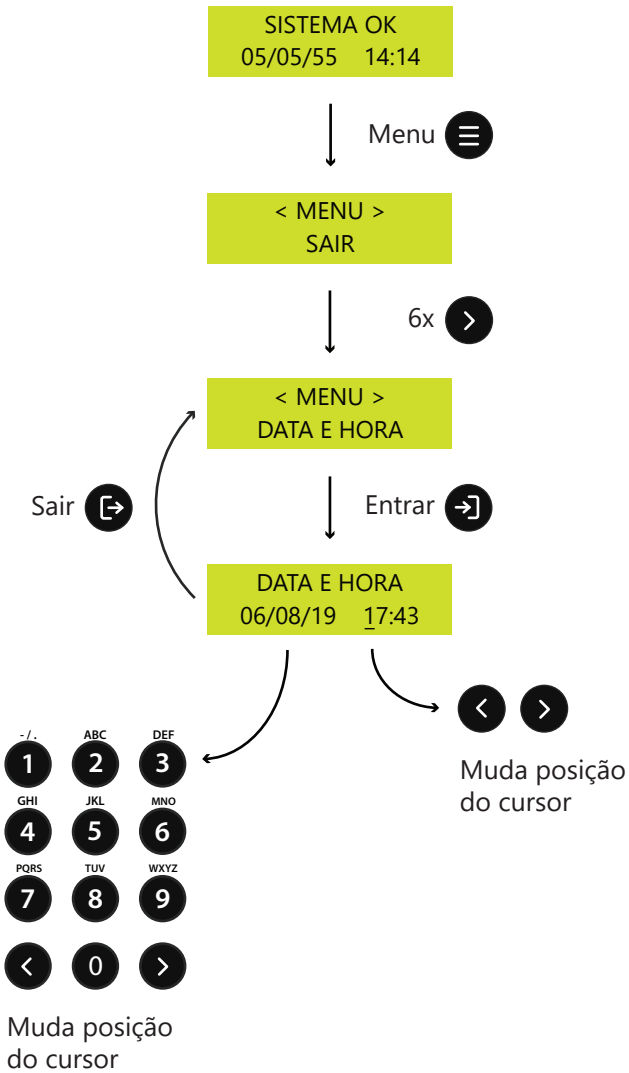 SISTEMA OK
05/05/55 14:14
Menu
< MENU >
SAIR
6x >
< MENU >
DATA E HORA
Sair
Entrar
DATA E HORA
06/08/19 17:43
< >
Muda posição
do cursor
- / . ABC DEF
1 2 3
GHI JKL MNO
4 5 6
PQRS TUV WXYZ
7 8 9
< 0 >
Muda posição
do cursor